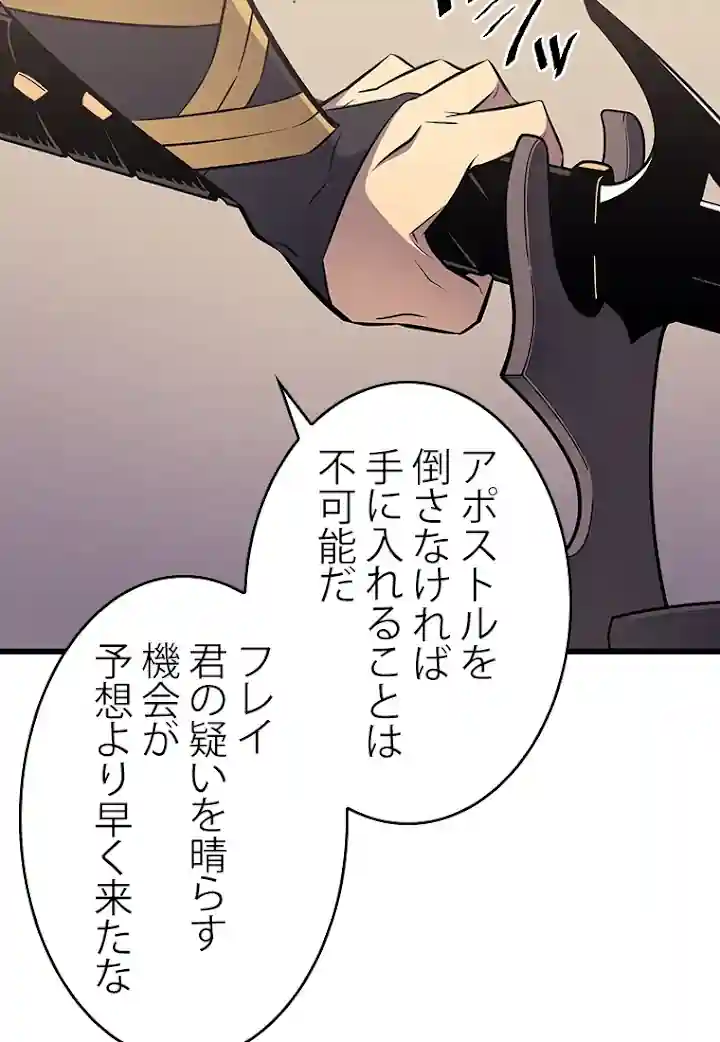 アポストルを
倒さなければ
手に入れることは
不可能だ
フレイ
君の疑いを晴らす
機会が
予想より早く来たな